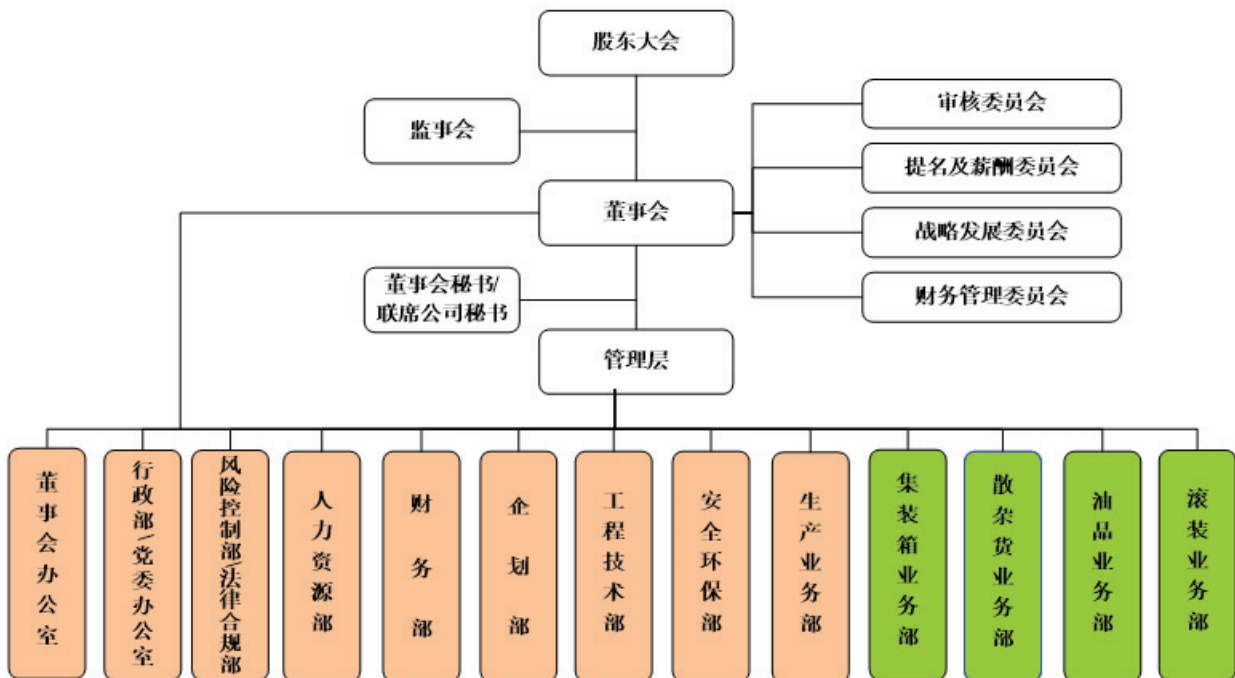 股东大会
监事会
审核委员会
提名及薪酬委员会
董事会
战略发展委员会
董事会秘书/
联席公司秘书
财务管理委员会
管理层
董事会办公室
行政部\党委办公室
风险控制部\法律合规部
人力资源部
财务部
企划部
工程技术部
安全环保部
生产业务部
集装箱业务部
散杂货业务部
油品业务部
滚装业务部